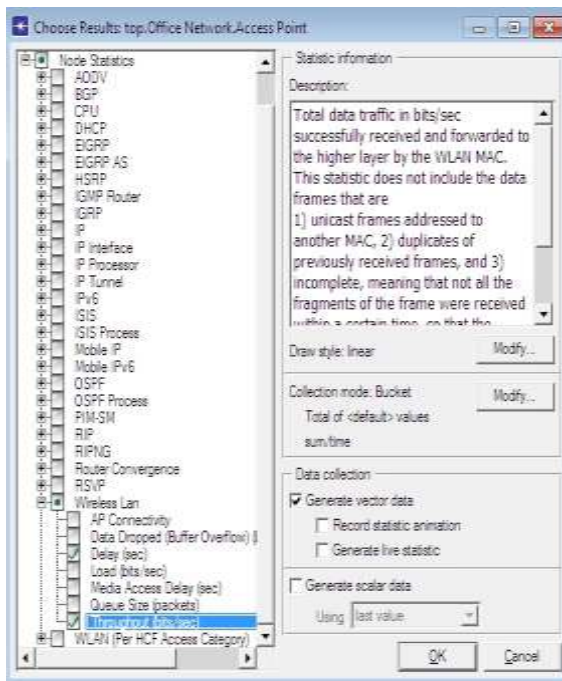 Choose Results: top.Office Network.Access Point
Node Statistics
AODV
BGP
CPU
DHCP
EIGRP
EIGRP AS
HSRP
IGMP Router
IGRP
IP
IP Interface
IP Processor
IP Tunnel
IPv6
ISIS
ISIS Process
Mobile IP
Mobile IPv6
OSPF
OSPF Process
PIM-SM
RIP
RIPNG
Router Convergence
RSVP
Wireless Lan
AP Connectivity
Data Dropped (Buffer Overflow) (
Delay (sec)
Load (bits/sec)
Media Access Delay (sec)
Queue Size (packets)
Throughput (bits/sec)
WLAN (Per HCF Access Category)
Statistic information
Description:
Total data traffic in bits/sec
successfully received and forwarded to
the higher layer by the WLAN MAC.
This statistic does not include the data
frames that are
1) unicast frames addressed to
another MAC, 2) duplicates of
previously received frames, and 3)
incomplete, meaning that not all the
fragments of the frame were received
within a certain time, so that the
Draw style: linear
Modify...
Collection mode: Bucket
Modify...
Total of <default> values
sum/time
Data collection
Generate vector data
Record statistic animation
Generate live statistic
Generate scalar data
Using last value
OK
Cancel